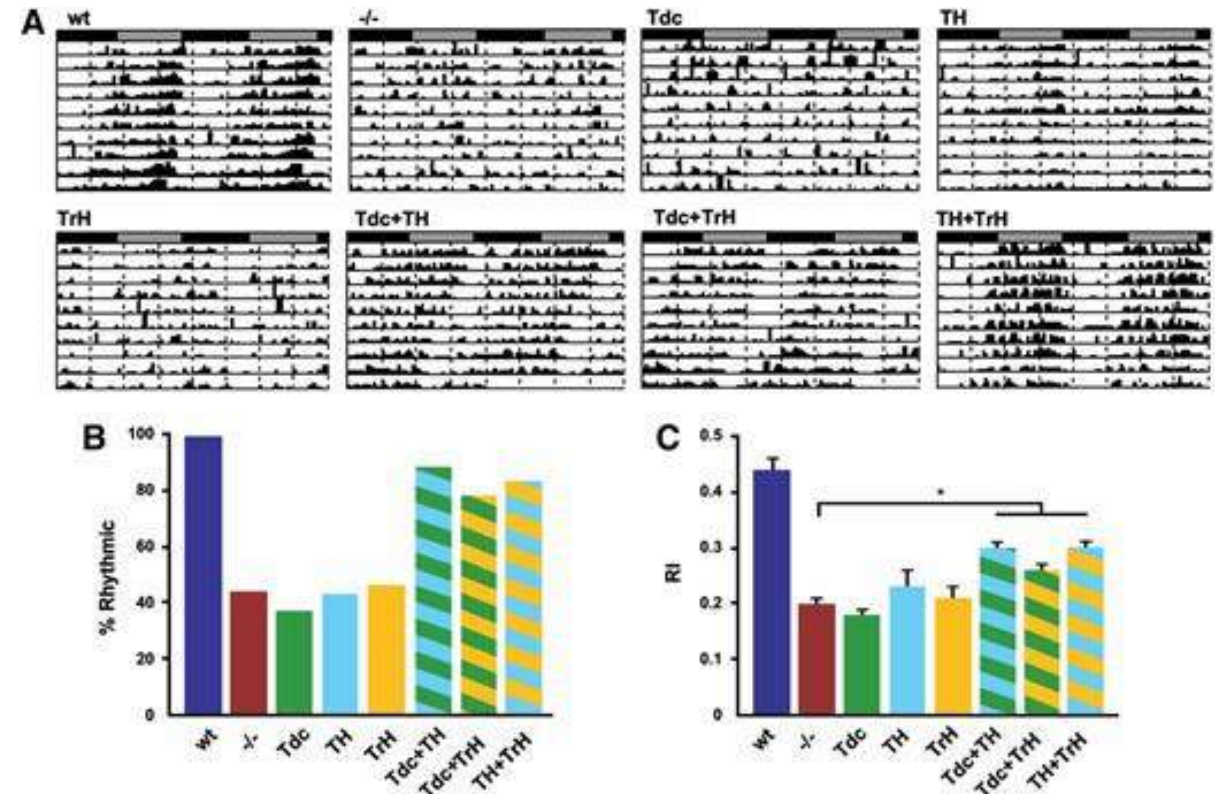 A
wt
-/-
Tdc
TH
TrH
Tdc+TH
Tdc+TrH
TH+TrH
B
% Rhythmic
100
80
60
40
20
0
wt
-/-
Tdc
TH
TrH
Tdc+TH
Tdc+TrH
TH+TrH
C
RI
0.5
0.4
0.3
0.2
0.1
0
*
wt
-/-
Tdc
TH
TrH
Tdc+TH
Tdc+TrH
TH+TrH